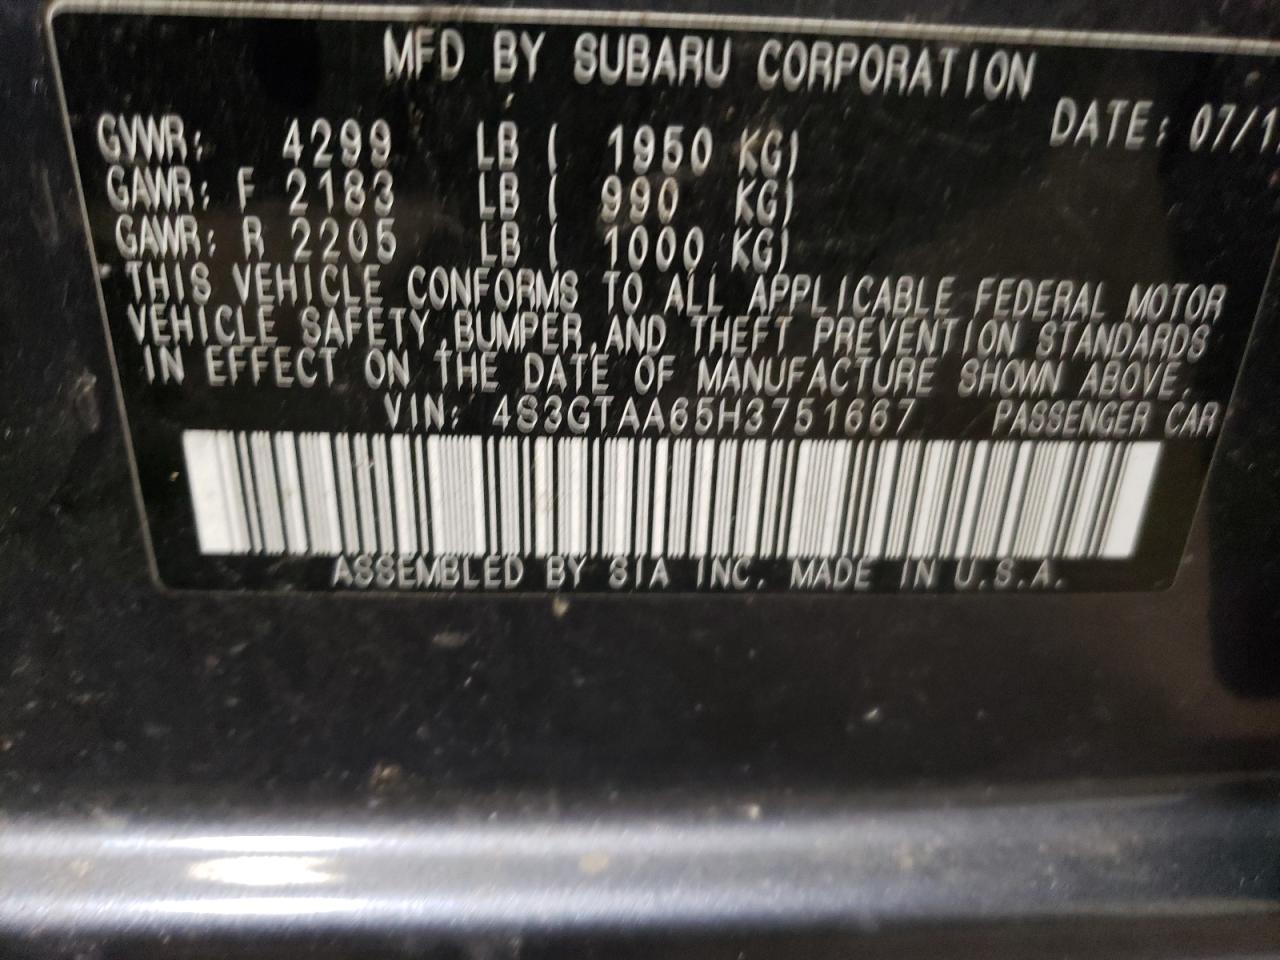 MFD BY SUBARU CORPORATION
DATE: 07/1
GVWR: 4299 LB ( 1950 KG)
GAWR: F 2183 LB ( 990 KG)
GAWR: R 2205 LB ( 1000 KG)
THIS VEHICLE CONFORMS TO ALL APPLICABLE FEDERAL MOTOR
VEHICLE SAFETY,BUMPER,AND THEFT PREVENTION STANDARDS
IN EFFECT ON THE DATE OF MANUFACTURE SHOWN ABOVE.
VIN: 4S3GTAA65H3751667 PASSENGER CAR
ASSEMBLED BY SIA INC. MADE IN U.S.A.